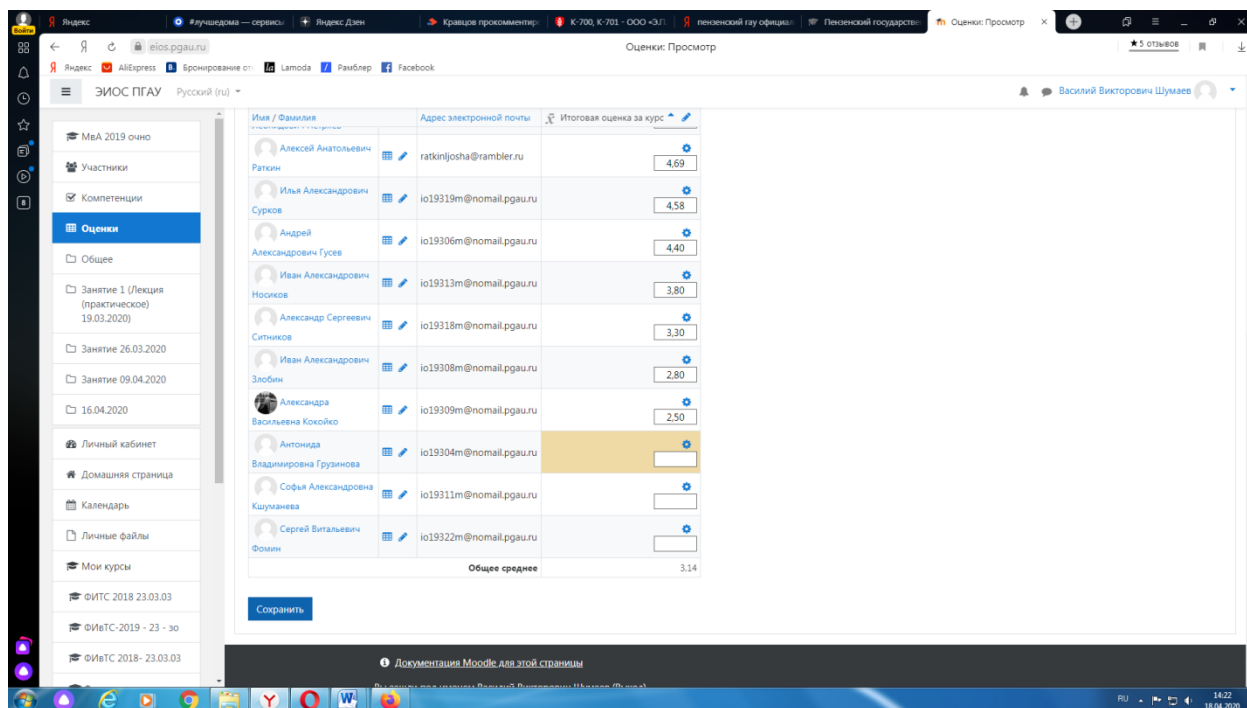 Войти
Яндекс
#лучшедома — сервисы
Яндекс.Дзен
Кравцов прокомментиро
К-700, К-701 - ООО «ЭЛ
пензенский гау официал
Пензенский государстве
Оценки: Просмотр
eios.pgau.ru
Оценки: Просмотр
★ 5 отзывов
Яндекс
AliExpress
Бронирование от
Lamoda
Рамблер
Facebook
ЭИОС ПГАУ
Русский (ru)
Василий Викторович Шумаев
МвА 2019 очно
Участники
Компетенции
Оценки
Общее
Занятие 1 (Лекция
(практическое)
19.03.2020)
Занятие 26.03.2020
Занятие 09.04.2020
16.04.2020
Личный кабинет
Домашняя страница
Календарь
Личные файлы
Мои курсы
ФИТС 2018 23.03.03
ФИвТС-2019 - 23 - зо
ФИвТС 2018- 23.03.03
Имя / Фамилия
Адрес электронной почты
Итоговая оценка за курс
Алексей Анатольевич
Раткин
ratkinljosha@rambler.ru
4,69
Илья Александрович
Сурков
io19319m@nomail.pgau.ru
4,58
Андрей
Александрович Гусев
io19306m@nomail.pgau.ru
4,40
Иван Александрович
Носиков
io19313m@nomail.pgau.ru
3,80
Александр Сергеевич
Ситников
io19318m@nomail.pgau.ru
3,30
Иван Александрович
Злобин
io19308m@nomail.pgau.ru
2,80
Александра
Васильевна Кокойко
io19309m@nomail.pgau.ru
2,50
Антонида
Владимировна Грузинова
io19304m@nomail.pgau.ru
Софья Александровна
Кшуманева
io19311m@nomail.pgau.ru
Сергей Витальевич
Фомин
io19322m@nomail.pgau.ru
Общее среднее
3,14
Сохранить
Документация Moodle для этой страницы
Вы зашли под именем Василий Викторович Шумаев (Выход)
RU
14:22
18.04.2020